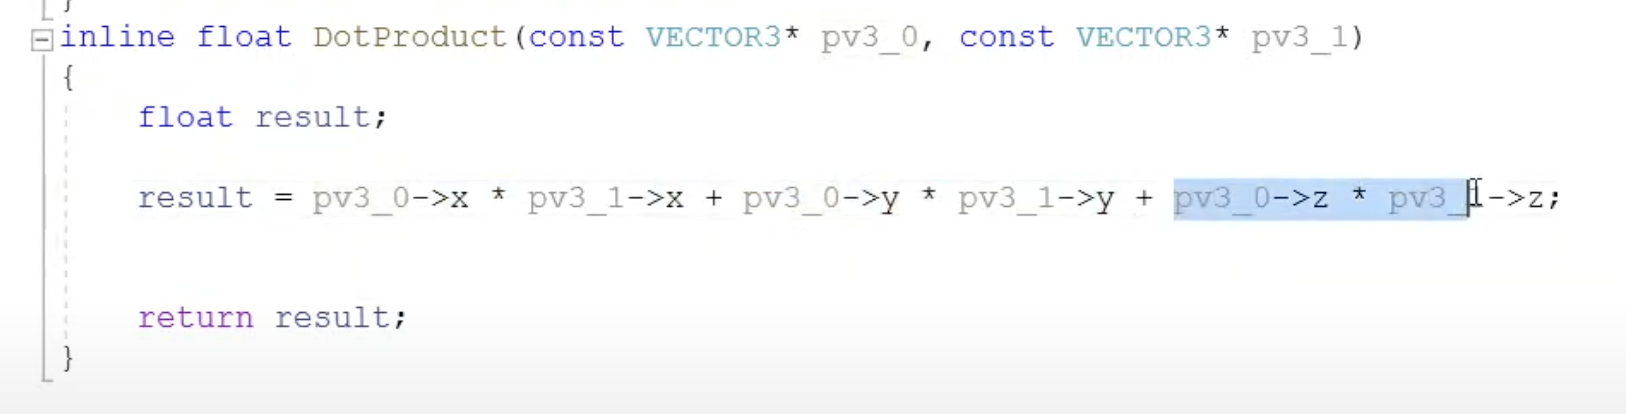 }
inline float DotProduct(const VECTOR3* pv3_0, const VECTOR3* pv3_1)
{
float result;
result = pv3_0->x * pv3_1->x + pv3_0->y * pv3_1->y + pv3_0->z * pv3_1->z;
return result;
}